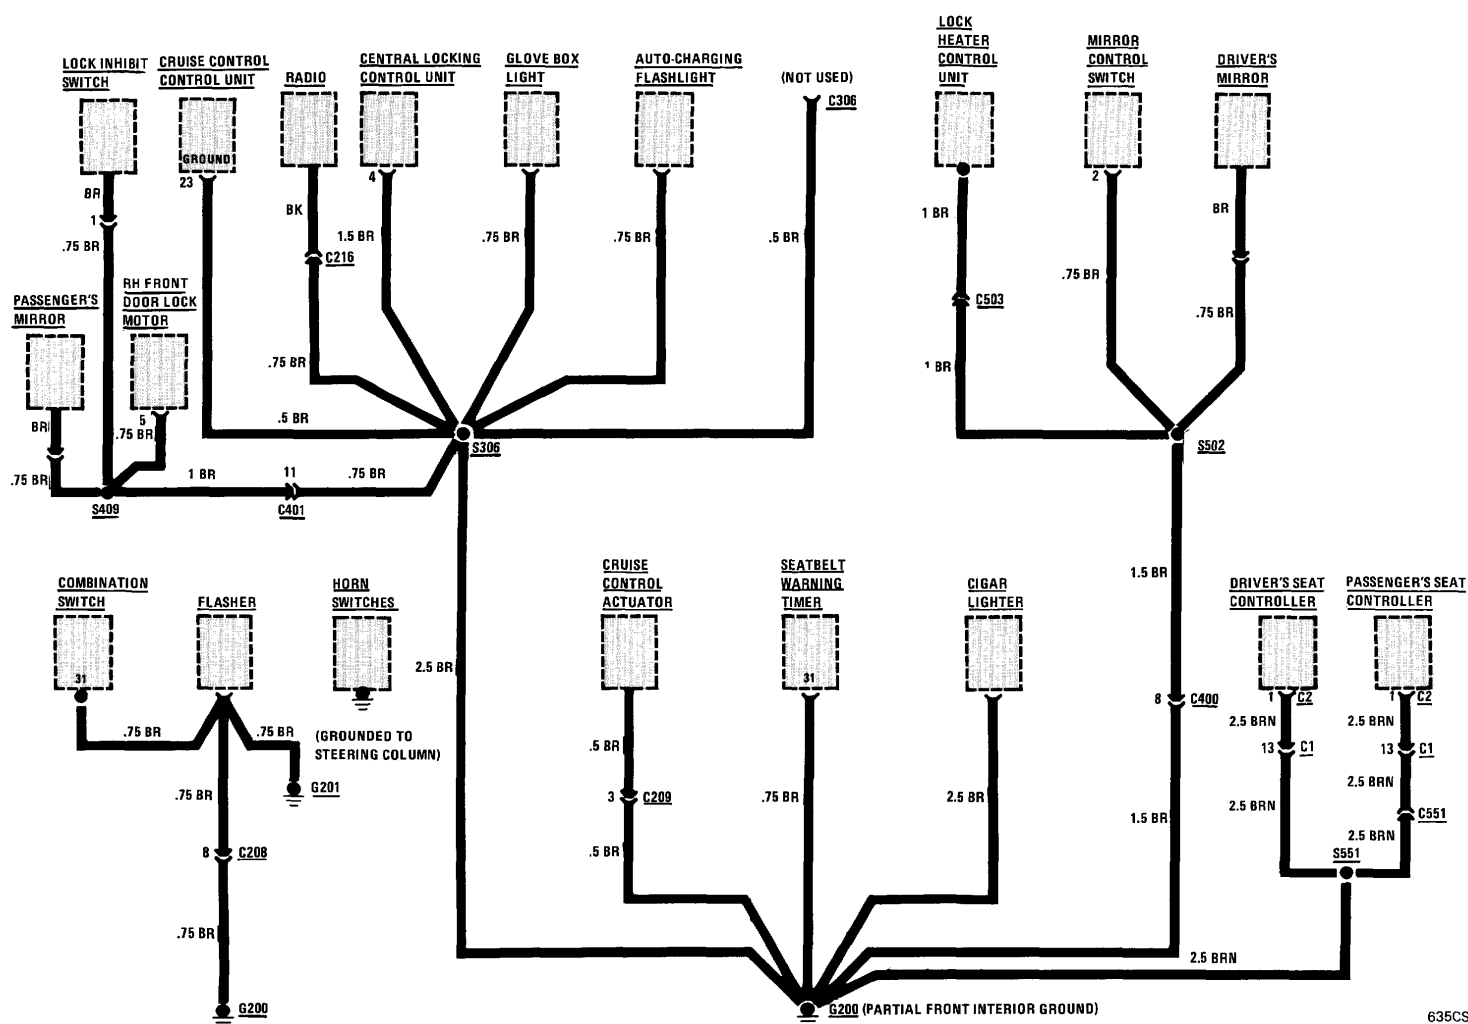 LOCK INHIBIT
SWITCH
CRUISE CONTROL
CONTROL UNIT
RADIO
CENTRAL LOCKING
CONTROL UNIT
GLOVE BOX
LIGHT
AUTO-CHARGING
FLASHLIGHT
(NOT USED)
C306
LOCK
HEATER
CONTROL
UNIT
MIRROR
CONTROL
SWITCH
DRIVER'S
MIRROR
GROUND
23
4
2
BR
1
.75 BR
BK
C216
1.5 BR
.75 BR
.75 BR
.5 BR
1 BR
C503
.75 BR
BR
.75 BR
PASSENGER'S
MIRROR
RH FRONT
DOOR LOCK
MOTOR
.75 BR
1 BR
BR
5
.75 BR
.5 BR
S306
S502
.75 BR
1 BR
11
.75 BR
S409
C401
COMBINATION
SWITCH
FLASHER
HORN
SWITCHES
CRUISE
CONTROL
ACTUATOR
SEATBELT
WARNING
TIMER
CIGAR
LIGHTER
1.5 BR
DRIVER'S SEAT
CONTROLLER
PASSENGER'S SEAT
CONTROLLER
31
2.5 BR
31
8
C400
1
C2
1
C2
.75 BR
.75 BR
(GROUNDED TO
STEERING COLUMN)
.5 BR
2.5 BRN
2.5 BRN
13
C1
13
C1
G201
.75 BR
3
C209
.75 BR
2.5 BR
1.5 BR
2.5 BRN
2.5 BRN
C551
8
C208
.5 BR
2.5 BRN
S551
.75 BR
2.5 BRN
G200
G200 (PARTIAL FRONT INTERIOR GROUND)
635CS